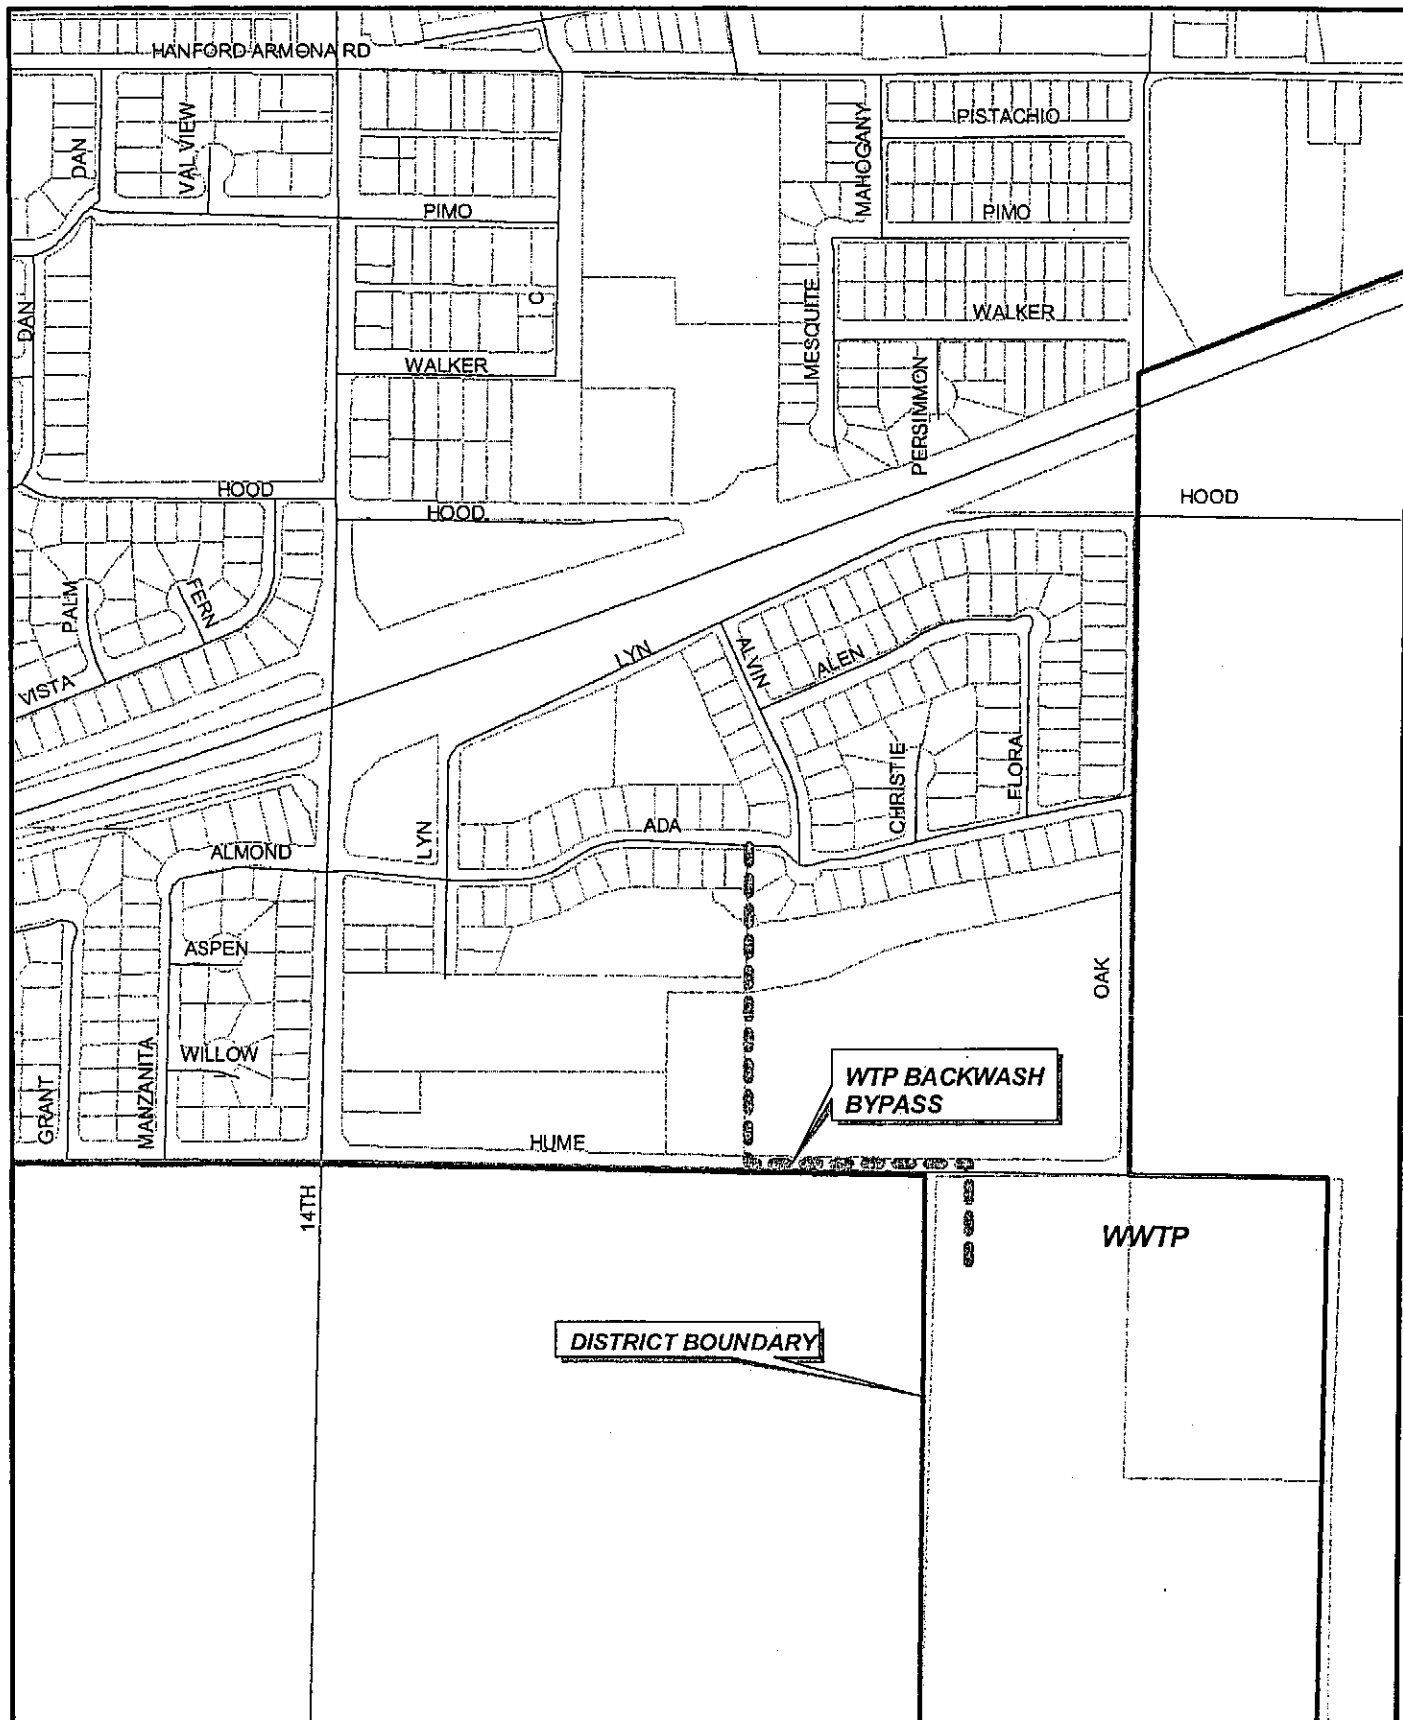 HANFORD ARMONA RD
DAN
VAL VIEW
MAHOGANY
PISTACHIO
PIMO
PIMO
DAN
C
MESQUITE
WALKER
WALKER
PERSIMMON
HOOD
HOOD
HOOD
PALM
FERN
VISTA
LYN
ALVIN
ALEN
CHRISTIE
FLORA
LYN
ADA
ALMOND
ASPEN
OAK
GRANT
MANZANITA
WILLOW
WTP BACKWASH
BYPASS
HUME
14TH
WWTP
DISTRICT BOUNDARY